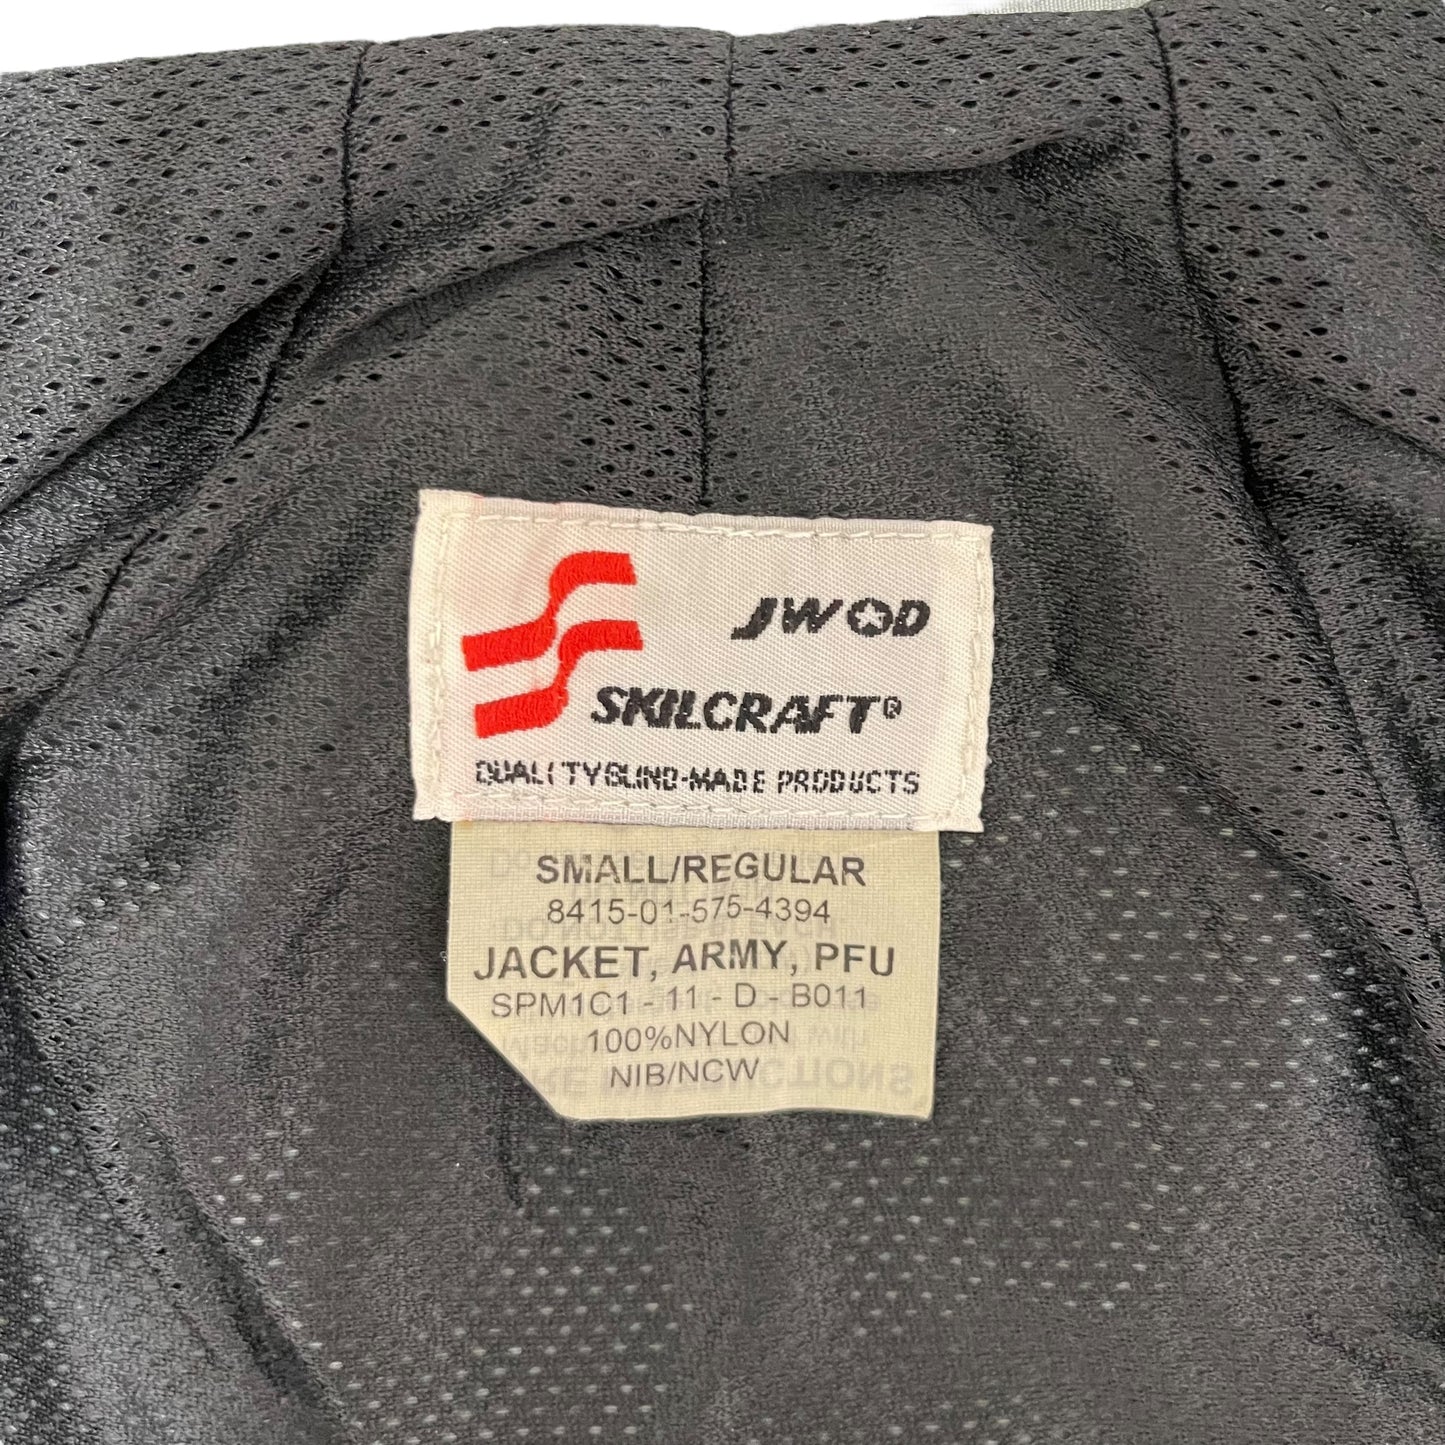 JWOD
SKILCRAFT®
QUALITY BLIND-MADE PRODUCTS
SMALL/REGULAR
8415-01-575-4394
JACKET, ARMY, PFU
SPM1C1 - 11 - D - B011
100%NYLON
NIB/NCW